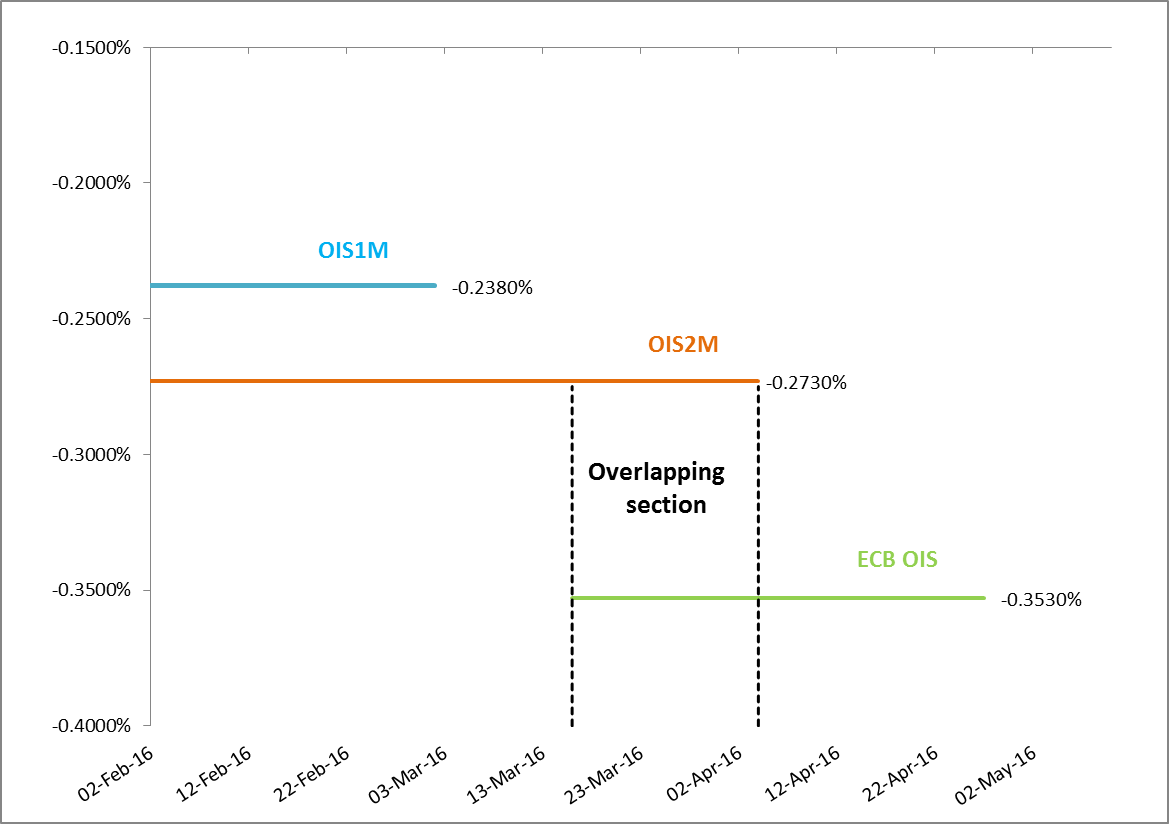 -0.1500%
-0.2000%
OIS1M
-0.2380%
-0.2500%
OIS2M
-0.2730%
-0.3000%
Overlapping
section
ECB OIS
-0.3500%
-0.3530%
-0.4000%
02-Feb-16
12-Feb-16
22-Feb-16
03-Mar-16
13-Mar-16
23-Mar-16
02-Apr-16
12-Apr-16
22-Apr-16
02-May-16